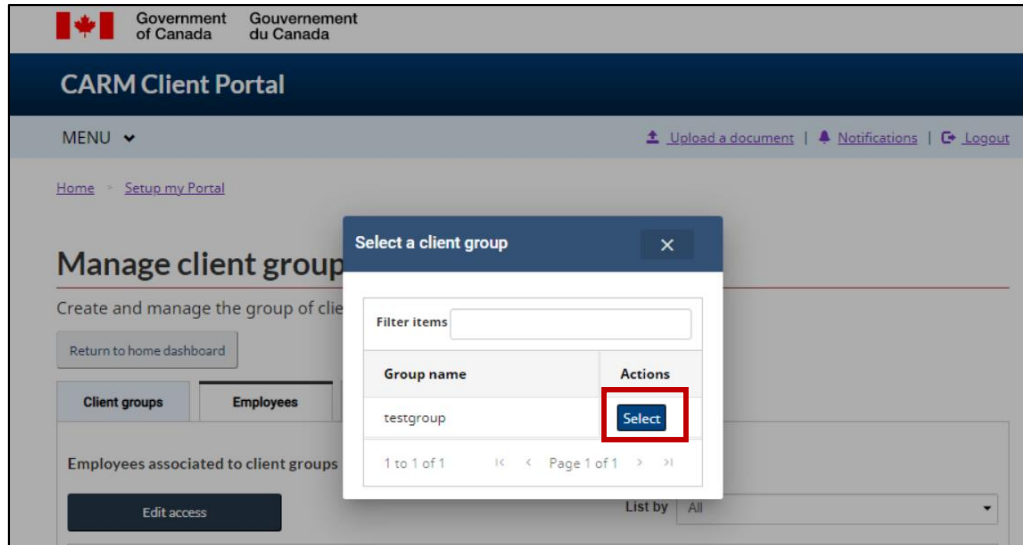 Government of Canada
Gouvernement du Canada
CARM Client Portal
MENU
Upload a document | Notifications | Logout
Home > Setup my Portal
Manage client group
Create and manage the group of clie
Return to home dashboard
Client groups
Employees
Employees associated to client groups
Edit access
List by All
Select a client group
Filter items
Group name Actions
testgroup Select
1 to 1 of 1 Page 1 of 1